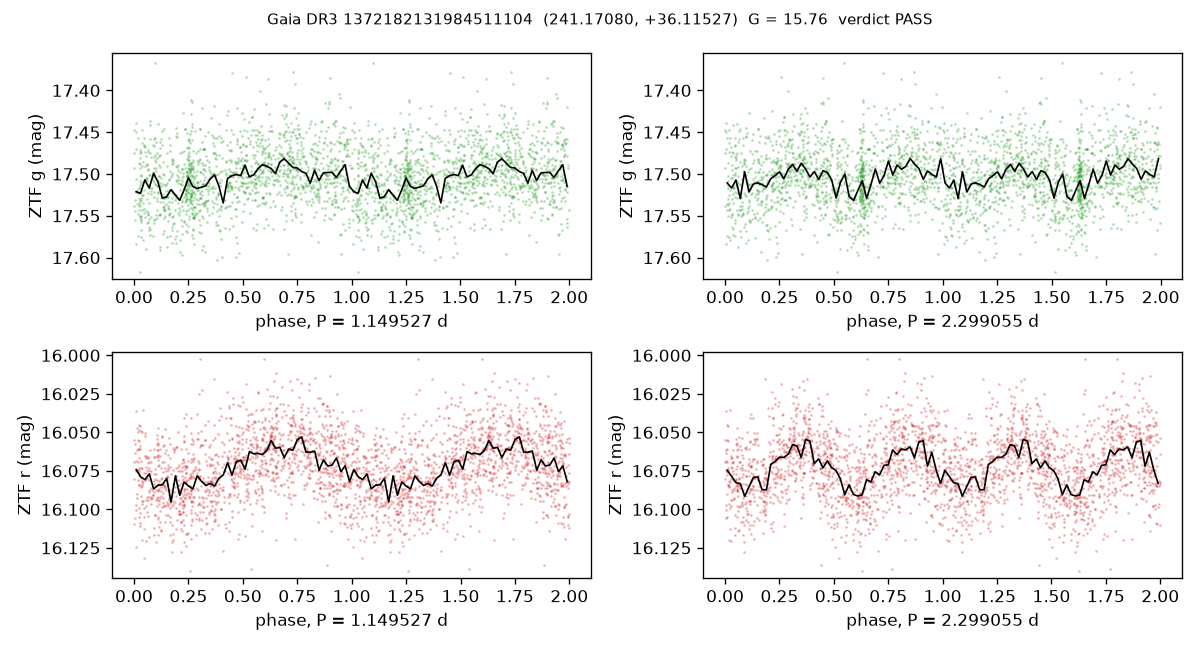 Gaia DR3 1372182131984511104 (241.17080, +36.11527) G = 15.76 verdict PASS
ZTF g (mag)
17.40
17.45
17.50
17.55
17.60
0.00 0.25 0.50 0.75 1.00 1.25 1.50 1.75 2.00
phase, P = 1.149527 d
ZTF g (mag)
17.40
17.45
17.50
17.55
17.60
0.00 0.25 0.50 0.75 1.00 1.25 1.50 1.75 2.00
phase, P = 2.299055 d
ZTF r (mag)
16.000
16.025
16.050
16.075
16.100
16.125
0.00 0.25 0.50 0.75 1.00 1.25 1.50 1.75 2.00
phase, P = 1.149527 d
ZTF r (mag)
16.000
16.025
16.050
16.075
16.100
16.125
0.00 0.25 0.50 0.75 1.00 1.25 1.50 1.75 2.00
phase, P = 2.299055 d